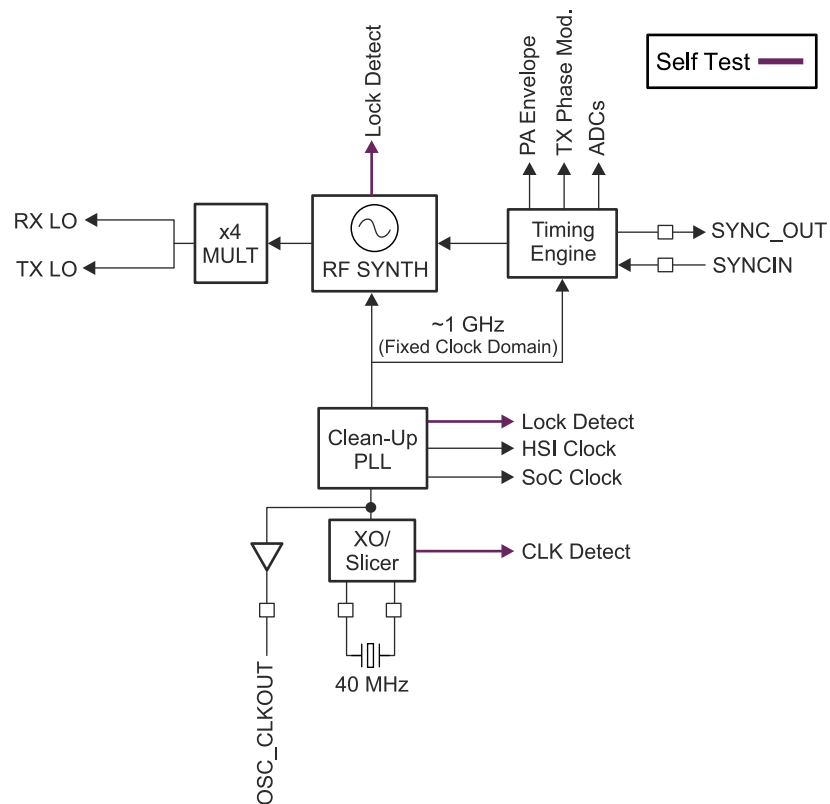 Self Test
Lock Detect
PA Envelope
TX Phase Mod.
ADCs
RX LO
TX LO
x4
MULT
RF SYNTH
Timing
Engine
SYNC_OUT
SYNCIN
~1 GHz
(Fixed Clock Domain)
Clean-Up
PLL
Lock Detect
HSI Clock
SoC Clock
XO/
Slicer
CLK Detect
40 MHz
OSC_CLKOUT